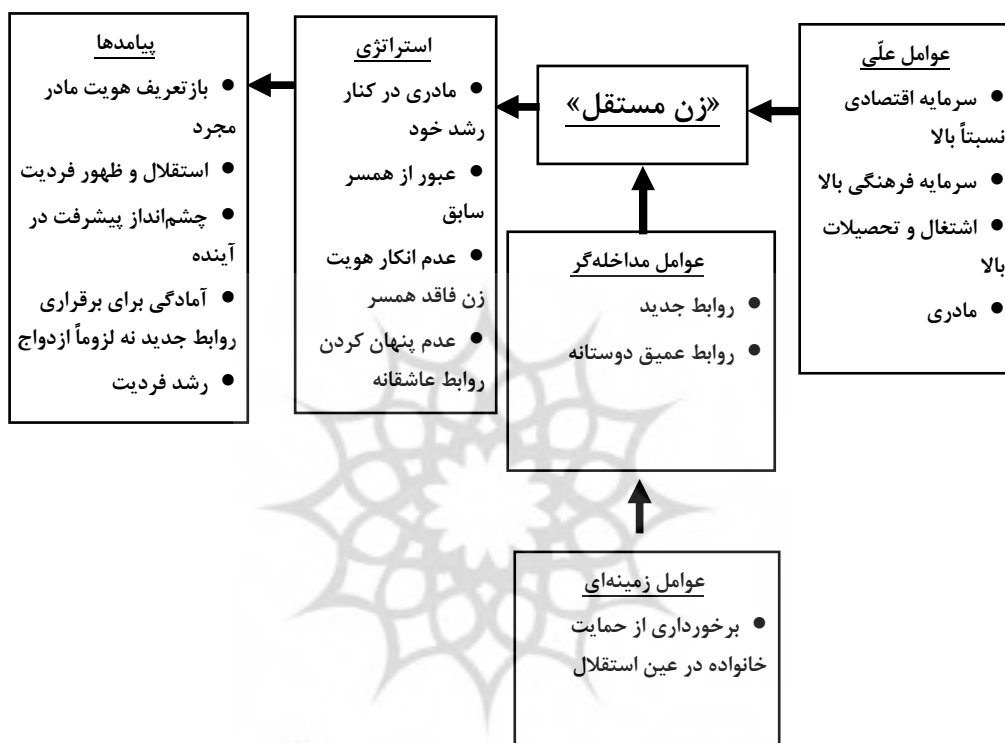 عوامل علّی
● سرمایه اقتصادی
نسبتاً بالا
● سرمایه فرهنگی بالا
● اشتغال و تحصیلات
بالا
● مادری
«زن مستقل»
عوامل مداخله‌گر
● روابط جدید
● روابط عمیق دوستانه
عوامل زمینه‌ای
● برخورداری از حمایت
خانواده در عین استقلال
استراتژی
● مادری در کنار
رشد خود
● عبور از همسر
سابق
● عدم انکار هویت
زن فاقد همسر
● عدم پنهان کردن
روابط عاشقانه
پیامدها
● بازتعریف هویت مادر
مجرد
● استقلال و ظهور فردیت
● چشم‌انداز پیشرفت در
آینده
● آمادگی برای برقراری
روابط جدید نه لزوماً ازدواج
● رشد فردیت